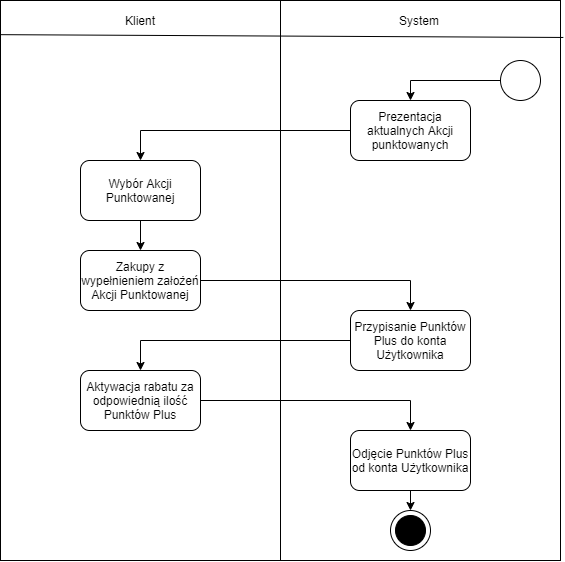 Klient
System
Prezentacja
aktualnych Akcji
punktowanych
Wybór Akcji
Punktowanej
Zakupy z
wypełnieniem założeń
Akcji Punktowanej
Przypisanie Punktów
Plus do konta
Użytkownika
Aktywacja rabatu za
odpowiednią ilość
Punktów Plus
Odjęcie Punktów Plus
od konta Użytkownika